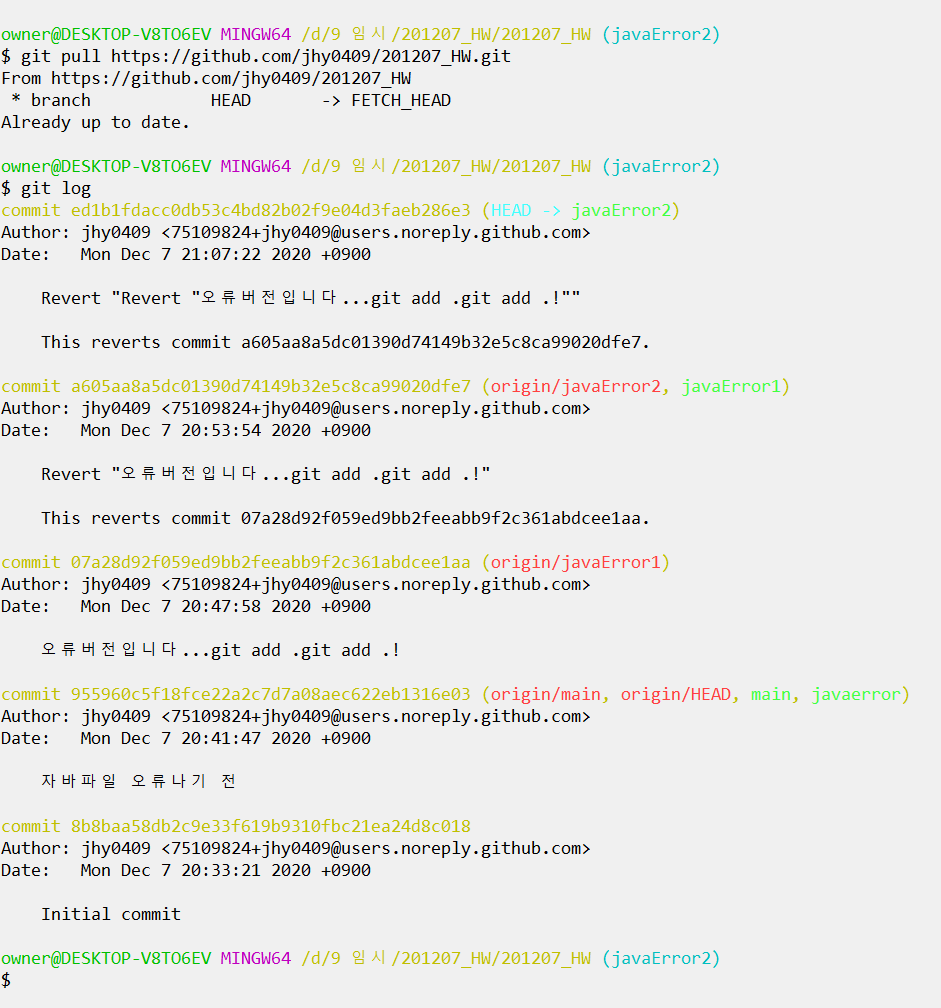 owner@DESKTOP-V8TO6EV MINGW64 /d/9 임시/201207_HW/201207_HW (javaError2)
$ git pull https://github.com/jhy0409/201207_HW.git
From https://github.com/jhy0409/201207_HW
 * branch            HEAD       -> FETCH_HEAD
Already up to date.
owner@DESKTOP-V8TO6EV MINGW64 /d/9 임시/201207_HW/201207_HW (javaError2)
$ git log
commit ed1b1fdacc0db53c4bd82b02f9e04d3faeb286e3 (HEAD -> javaError2)
Author: jhy0409 <75109824+jhy0409@users.noreply.github.com>
Date:   Mon Dec 7 21:07:22 2020 +0900
    Revert "Revert "오류버전입니다...git add .git add .!""
    This reverts commit a605aa8a5dc01390d74149b32e5c8ca99020dfe7.
commit a605aa8a5dc01390d74149b32e5c8ca99020dfe7 (origin/javaError2, javaError1)
Author: jhy0409 <75109824+jhy0409@users.noreply.github.com>
Date:   Mon Dec 7 20:53:54 2020 +0900
    Revert "오류버전입니다...git add .git add .!"
    This reverts commit 07a28d92f059ed9bb2feeabb9f2c361abdcee1aa.
commit 07a28d92f059ed9bb2feeabb9f2c361abdcee1aa (origin/javaError1)
Author: jhy0409 <75109824+jhy0409@users.noreply.github.com>
Date:   Mon Dec 7 20:47:58 2020 +0900
    오류버전입니다...git add .git add .!
commit 955960c5f18fce22a2c7d7a08aec622eb1316e03 (origin/main, origin/HEAD, main, javaerror)
Author: jhy0409 <75109824+jhy0409@users.noreply.github.com>
Date:   Mon Dec 7 20:41:47 2020 +0900
    자바파일 오류나기 전
commit 8b8baa58db2c9e33f619b9310fbc21ea24d8c018
Author: jhy0409 <75109824+jhy0409@users.noreply.github.com>
Date:   Mon Dec 7 20:33:21 2020 +0900
    Initial commit
owner@DESKTOP-V8TO6EV MINGW64 /d/9 임시/201207_HW/201207_HW (javaError2)
$